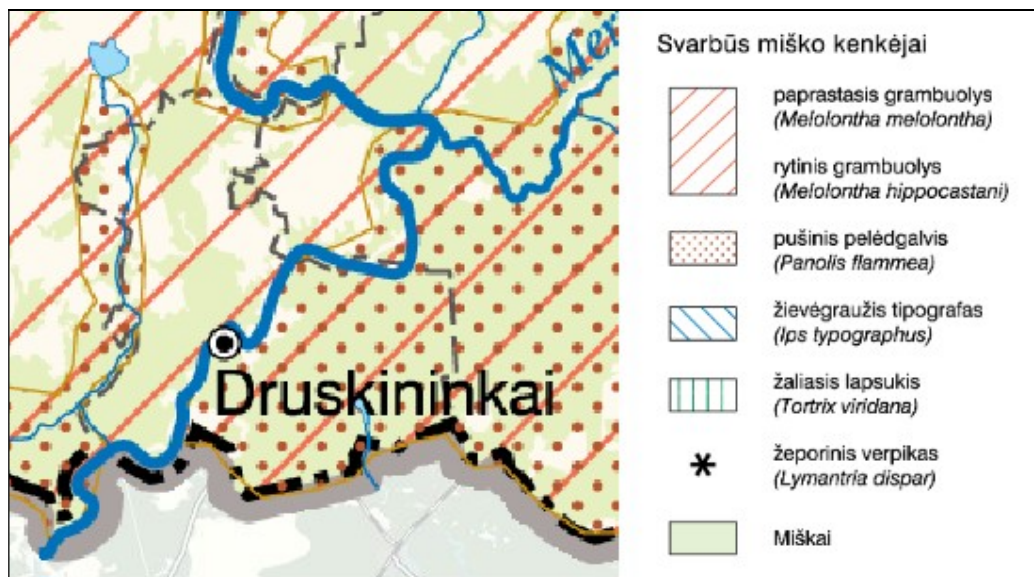 Mer
Druskininkai
Svarbūs miško kenkėjai
paprastasis grambuolys
(Melolontha melolontha)
rytinis grambuolys
(Melolontha hippocastani)
pušinis pelėdgalvis
(Panolis flammea)
žievėgraužis tipografas
(Ips typographus)
žaliasis lapsukis
(Tortrix viridana)
žeporinis verpikas
(Lymantria dispar)
Miškai